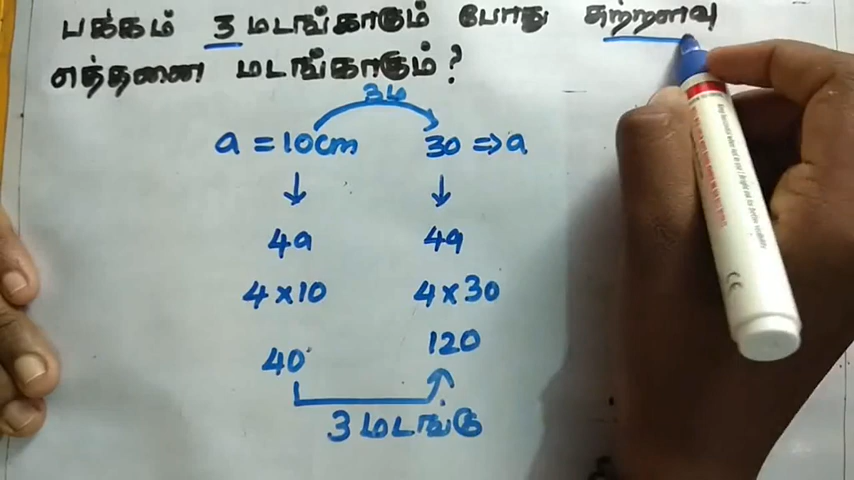 பக்கம் 3 மடங்காகும் போது சுற்றளவு
எத்தனை மடங்காகும்?
3ம
a = 10cm 30 => a
↓ ↓
4a 4a
4 x 10 4 x 30
40 120
3 மடங்கு